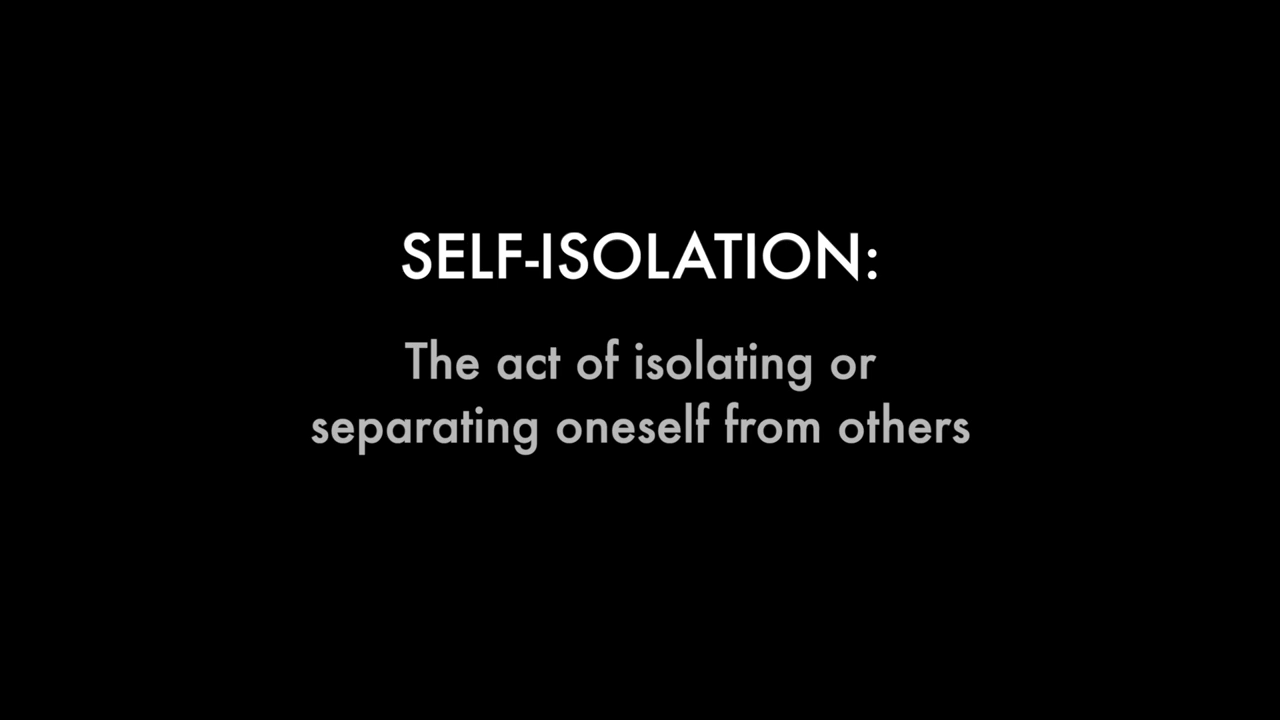 SELF-ISOLATION:
The act of isolating or
separating oneself from others